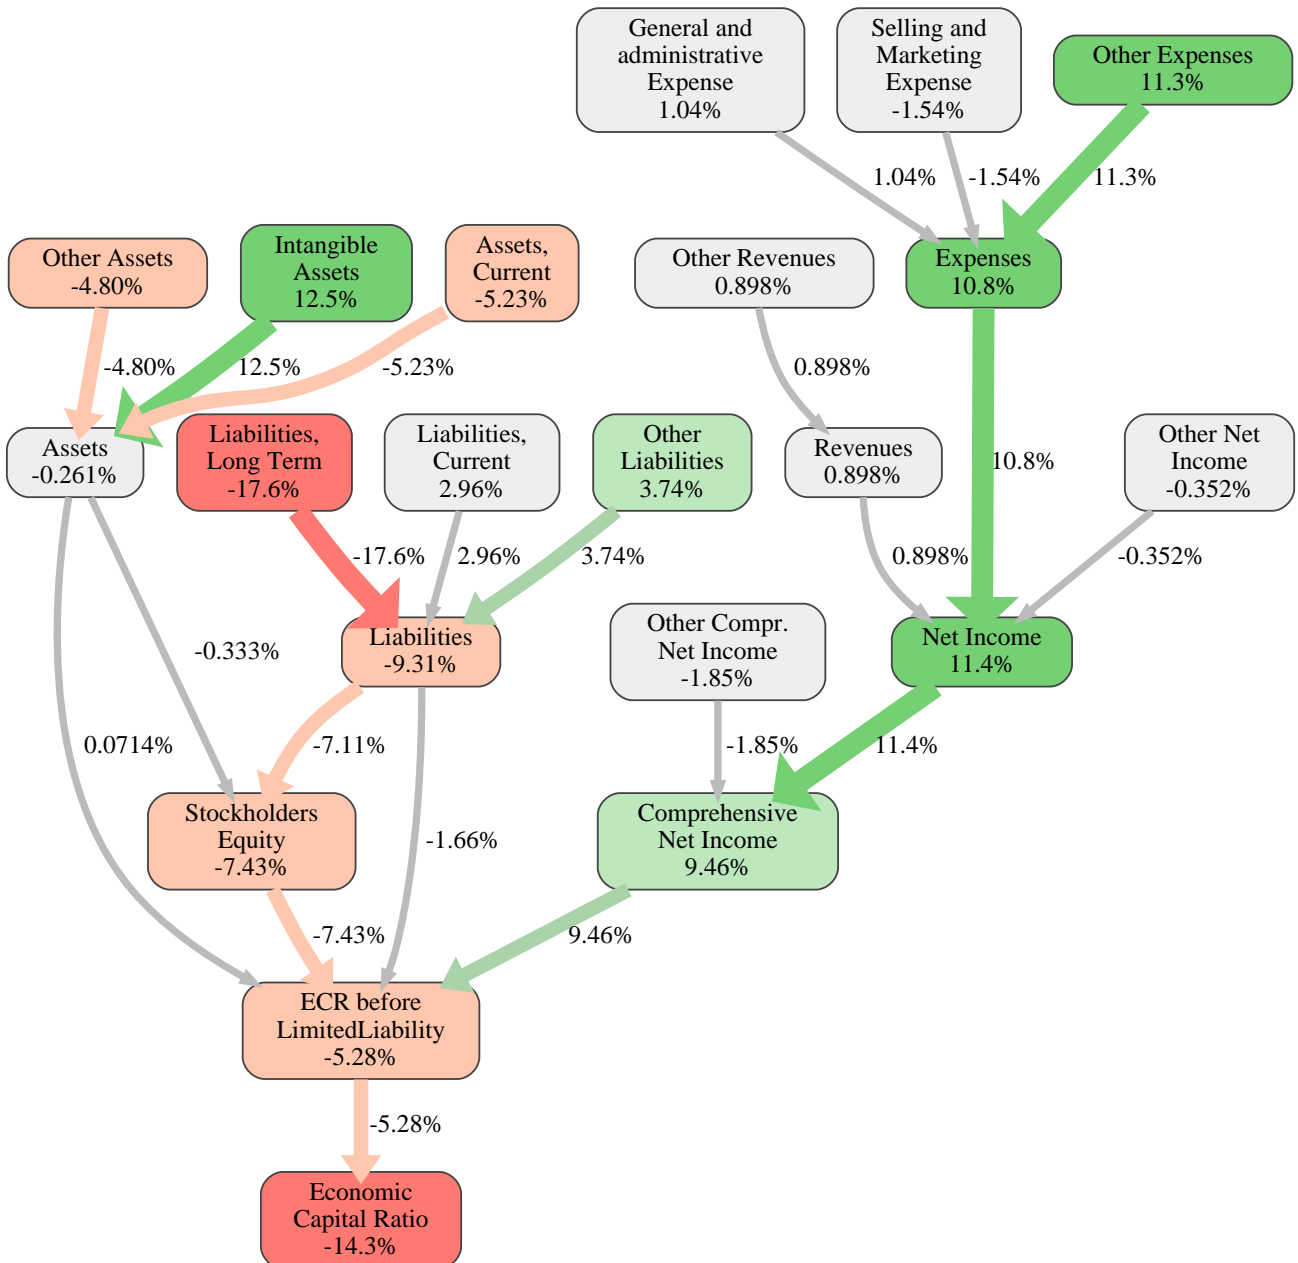 General and
administrative
Expense
1.04%
Selling and
Marketing
Expense
-1.54%
Other Expenses
11.3%
1.04%
-1.54%
11.3%
Other Assets
-4.80%
Intangible
Assets
12.5%
Assets,
Current
-5.23%
Other Revenues
0.898%
Expenses
10.8%
-4.80%
12.5%
-5.23%
0.898%
Assets
-0.261%
Liabilities,
Long Term
-17.6%
Liabilities,
Current
2.96%
Other
Liabilities
3.74%
Revenues
0.898%
10.8%
Other Net
Income
-0.352%
-17.6%
2.96%
3.74%
0.898%
-0.352%
-0.333%
Liabilities
-9.31%
Other Compr.
Net Income
-1.85%
Net Income
11.4%
0.0714%
-7.11%
-1.85%
11.4%
Stockholders
Equity
-7.43%
-1.66%
Comprehensive
Net Income
9.46%
-7.43%
9.46%
ECR before
LimitedLiability
-5.28%
-5.28%
Economic
Capital Ratio
-14.3%